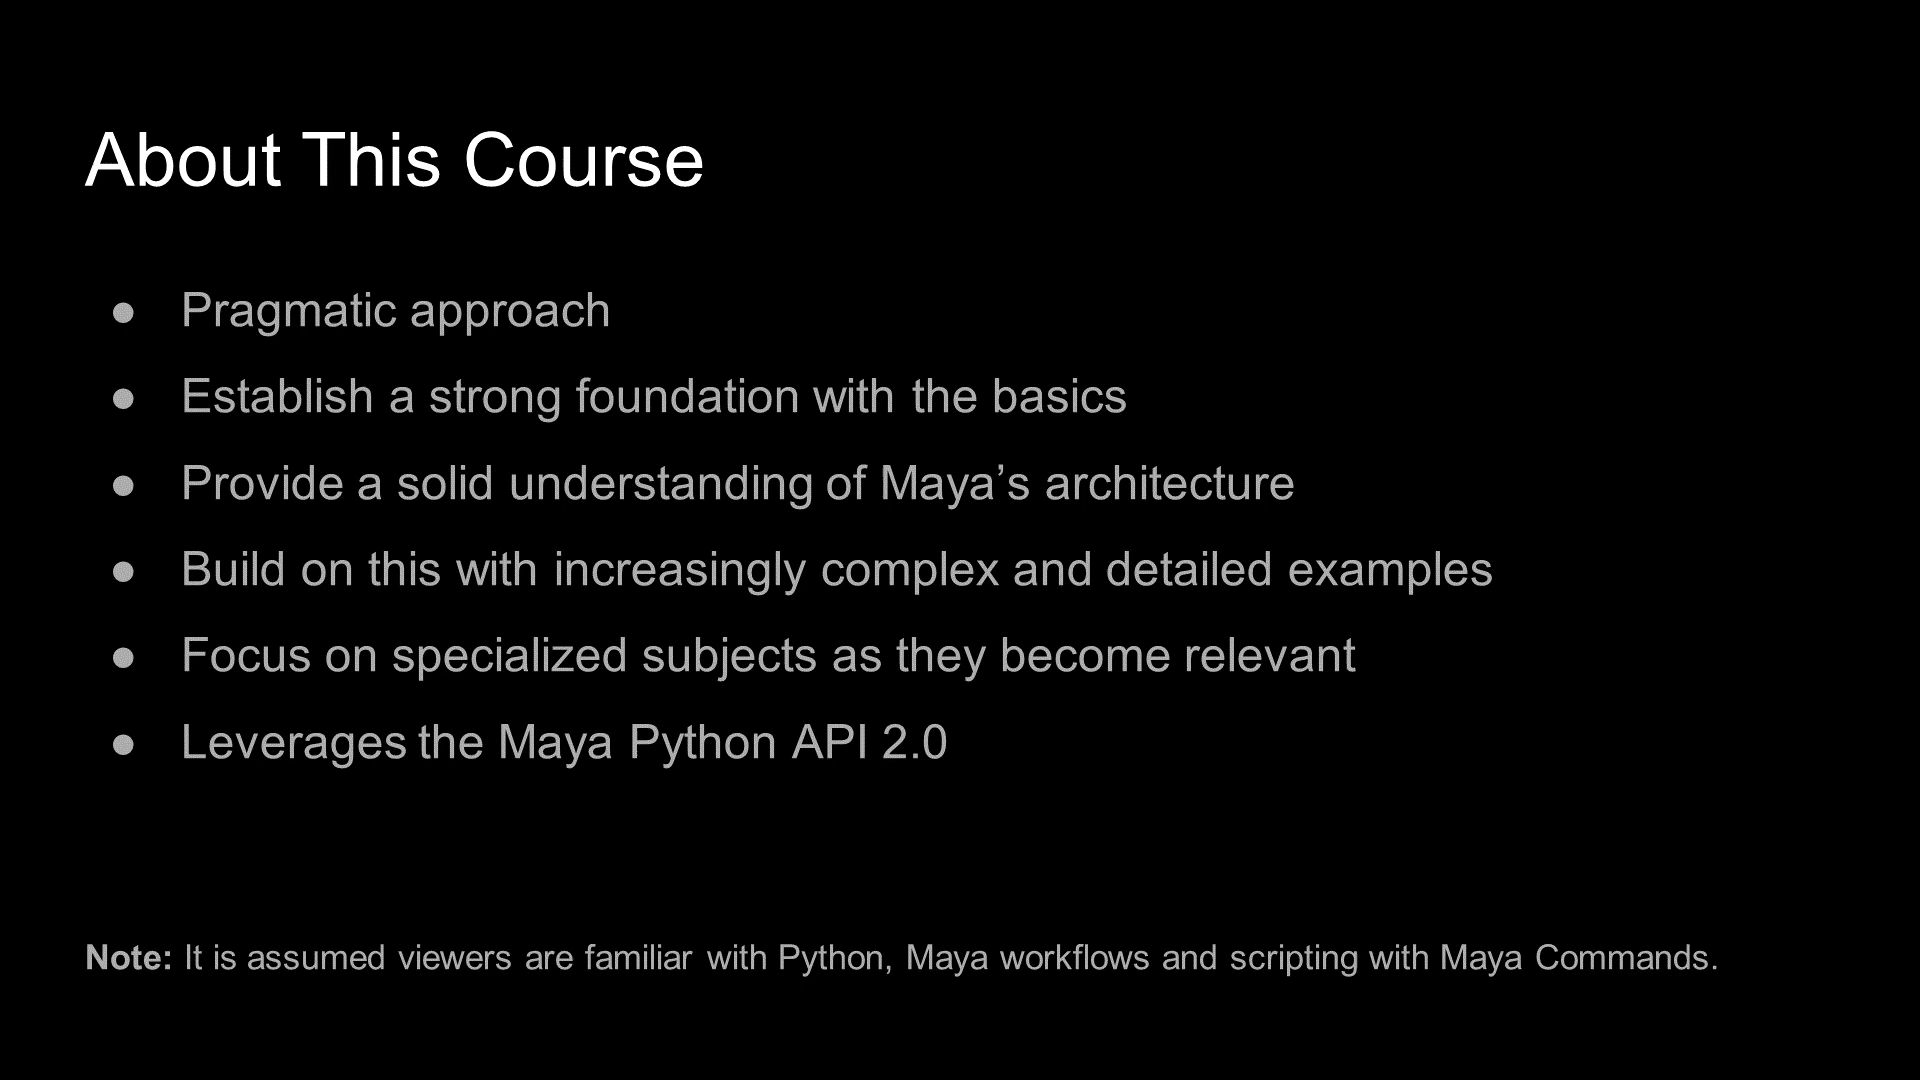 About This Course
● Pragmatic approach
● Establish a strong foundation with the basics
● Provide a solid understanding of Maya’s architecture
● Build on this with increasingly complex and detailed examples
● Focus on specialized subjects as they become relevant
● Leverages the Maya Python API 2.0
Note: It is assumed viewers are familiar with Python, Maya workflows and scripting with Maya Commands.